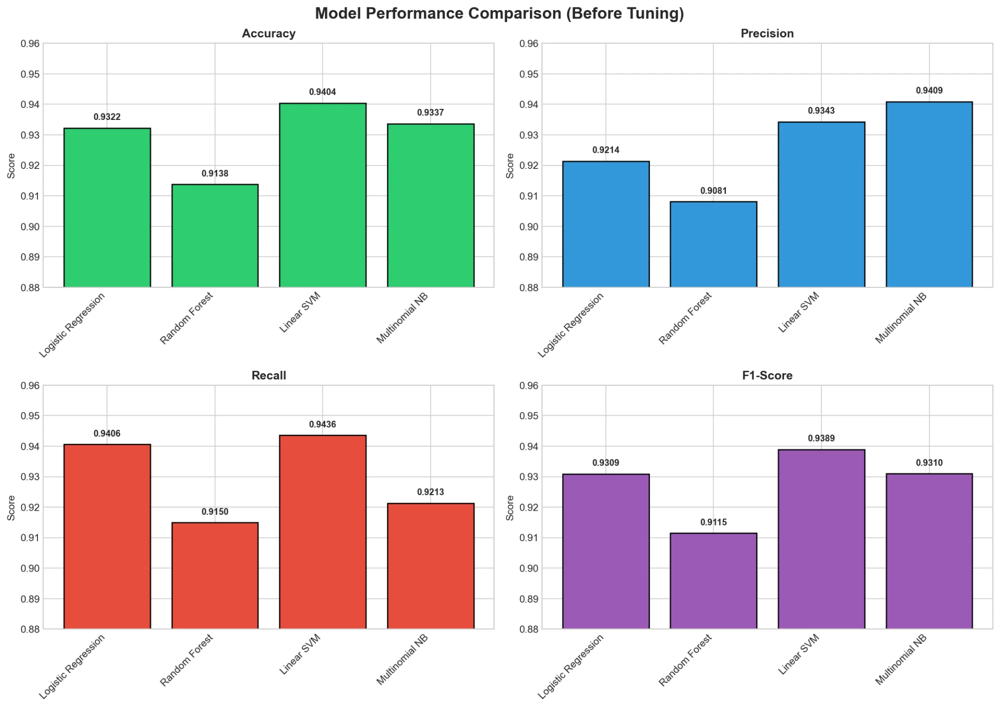 Model Performance Comparison (Before Tuning)
Accuracy
0.96
0.95
0.94
0.93
0.92
0.91
0.90
0.89
0.88
Score
0.9322
0.9138
0.9404
0.9337
Logistic Regression
Random Forest
Linear SVM
Multinomial NB
Precision
0.96
0.95
0.94
0.93
0.92
0.91
0.90
0.89
0.88
Score
0.9214
0.9081
0.9343
0.9409
Logistic Regression
Random Forest
Linear SVM
Multinomial NB
Recall
0.96
0.95
0.94
0.93
0.92
0.91
0.90
0.89
0.88
Score
0.9406
0.9150
0.9436
0.9213
Logistic Regression
Random Forest
Linear SVM
Multinomial NB
F1-Score
0.96
0.95
0.94
0.93
0.92
0.91
0.90
0.89
0.88
Score
0.9309
0.9115
0.9389
0.9310
Logistic Regression
Random Forest
Linear SVM
Multinomial NB